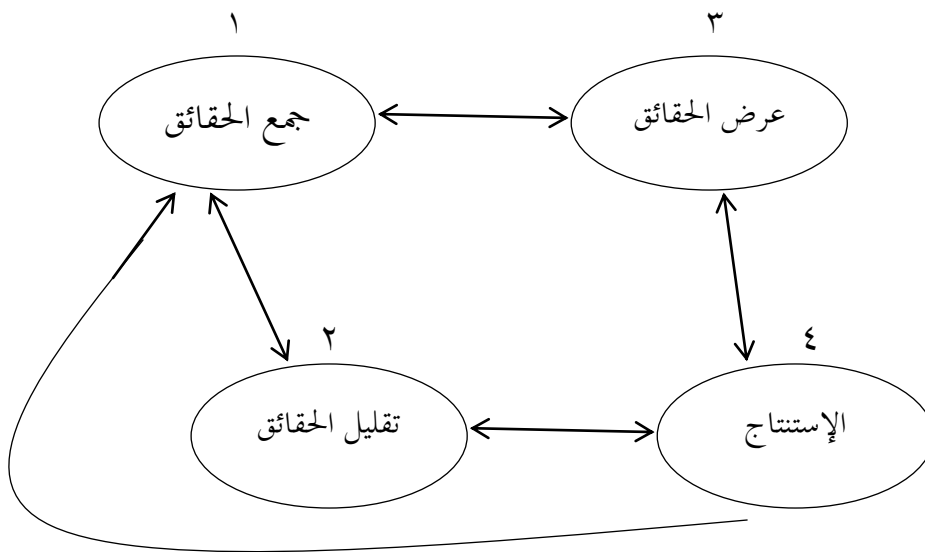 ١
جمع الحقائق
٢
تقليل الحقائق
٣
عرض الحقائق
٤
الإستنتاج